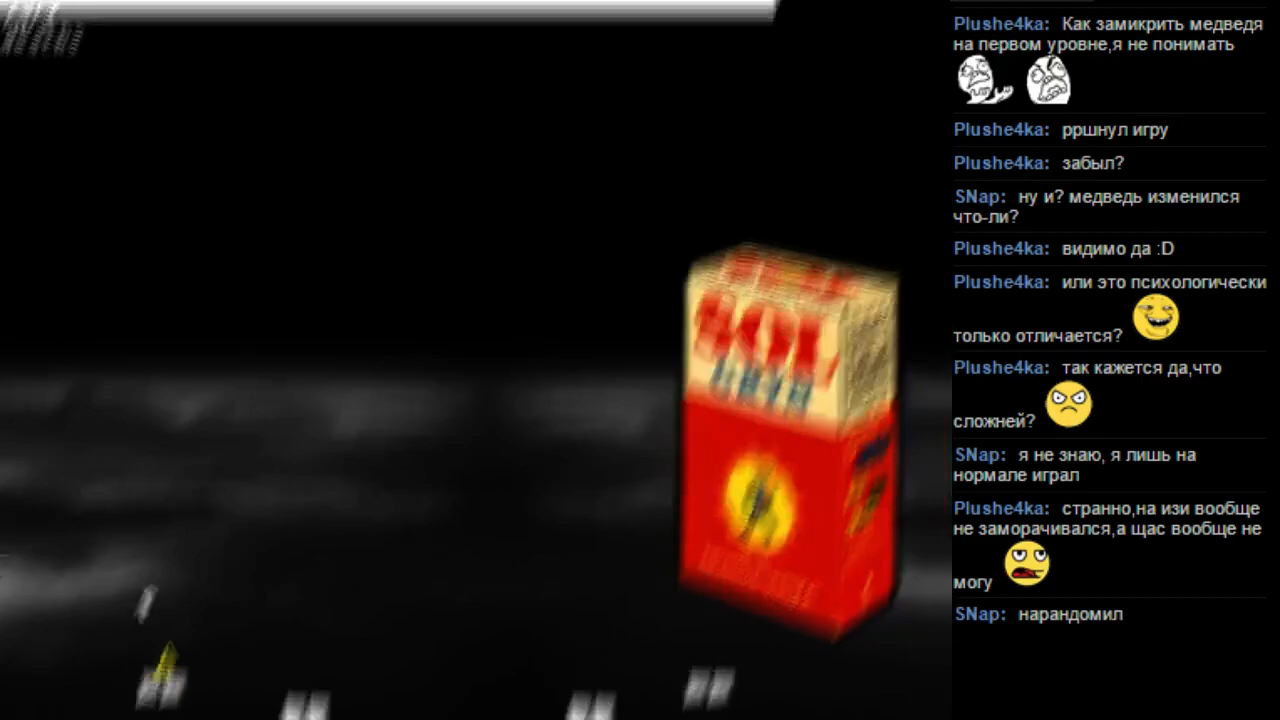 Plushe4ka: Как замикрить медведя
на первом уровне,я не понимать
Plushe4ka: рршнул игру
Plushe4ka: забыл?
SNap: ну и? медведь изменился
что-ли?
Plushe4ka: видимо да :D
Plushe4ka: или это психологически
только отличается?
Plushe4ka: так кажется да,что
сложней?
SNap: я не знаю, я лишь на
нормале играл
Plushe4ka: странно,на изи вообще
не заморачивался,а щас вообще не
могу
SNap: нарандомил